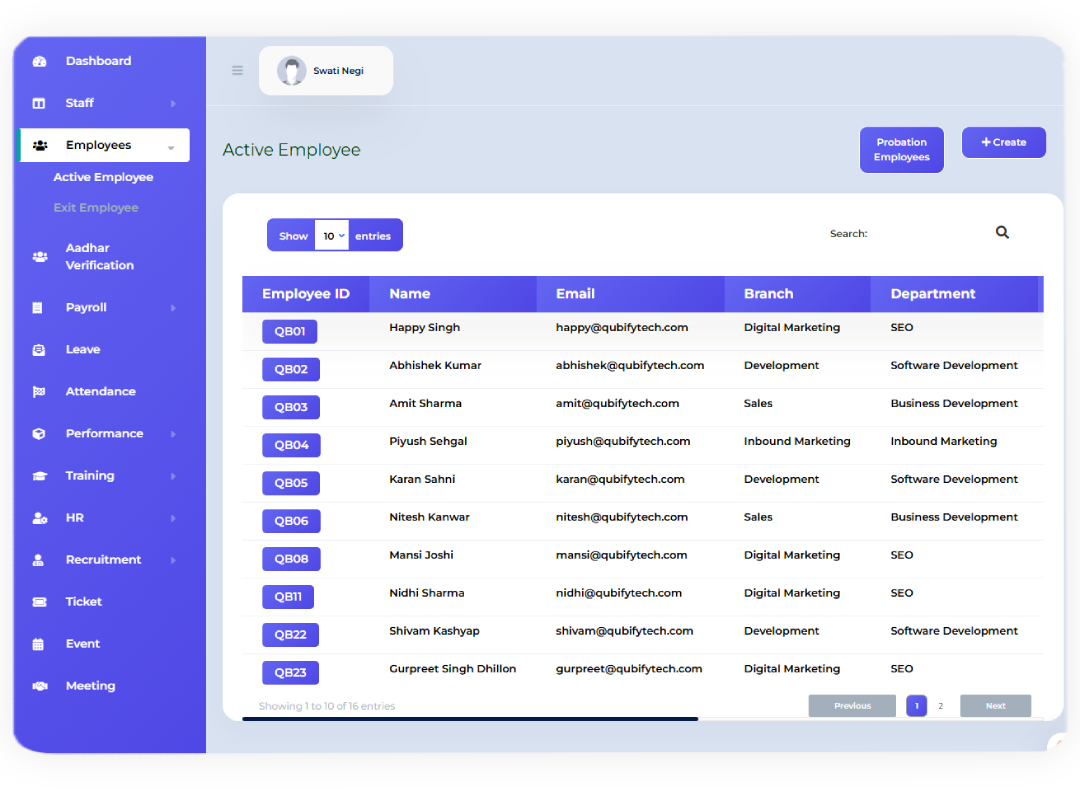 Dashboard
Staff
Employees
Active Employee
Exit Employee
Aadhar
Verification
Payroll
Leave
Attendance
Performance
Training
HR
Recruitment
Ticket
Event
Meeting
Swati Negi
Active Employee
Probation
Employees
+ Create
Show 10 entries
Search:
Employee ID Name Email Branch Department
QB01 Happy Singh happy@qubifytech.com Digital Marketing SEO
QB02 Abhishek Kumar abhishek@qubifytech.com Development Software Development
QB03 Amit Sharma amit@qubifytech.com Sales Business Development
QB04 Piyush Sehgal piyush@qubifytech.com Inbound Marketing Inbound Marketing
QB05 Karan Sahni karan@qubifytech.com Development Software Development
QB06 Nitesh Kanwar nitesh@qubifytech.com Sales Business Development
QB08 Mansi Joshi mansi@qubifytech.com Digital Marketing SEO
QB11 Nidhi Sharma nidhi@qubifytech.com Digital Marketing SEO
QB22 Shivam Kashyap shivam@qubifytech.com Development Software Development
QB23 Gurpreet Singh Dhillon gurpreet@qubifytech.com Digital Marketing SEO
Showing 1 to 10 of 16 entries
Previous 1 2 Next